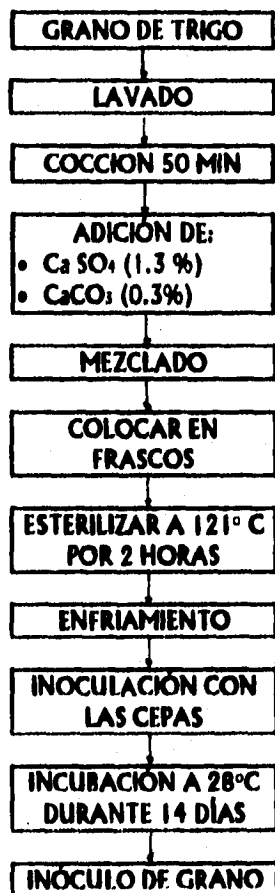 GRANO DE TRIGO
LAVADO
COCCION 50 MIN
ADICIÓN DE:
• Ca SO₄ (1.3 %)
• CaCO₃ (0.3%)
MEZCLADO
COLOCAR EN
FRASCOS
ESTERILIZAR A 121° C
POR 2 HORAS
ENFRIAMIENTO
INOCULACIÓN CON
LAS CEPAS
INCUBACIÓN A 28°C
DURANTE 14 DÍAS
INÓCULO DE GRANO